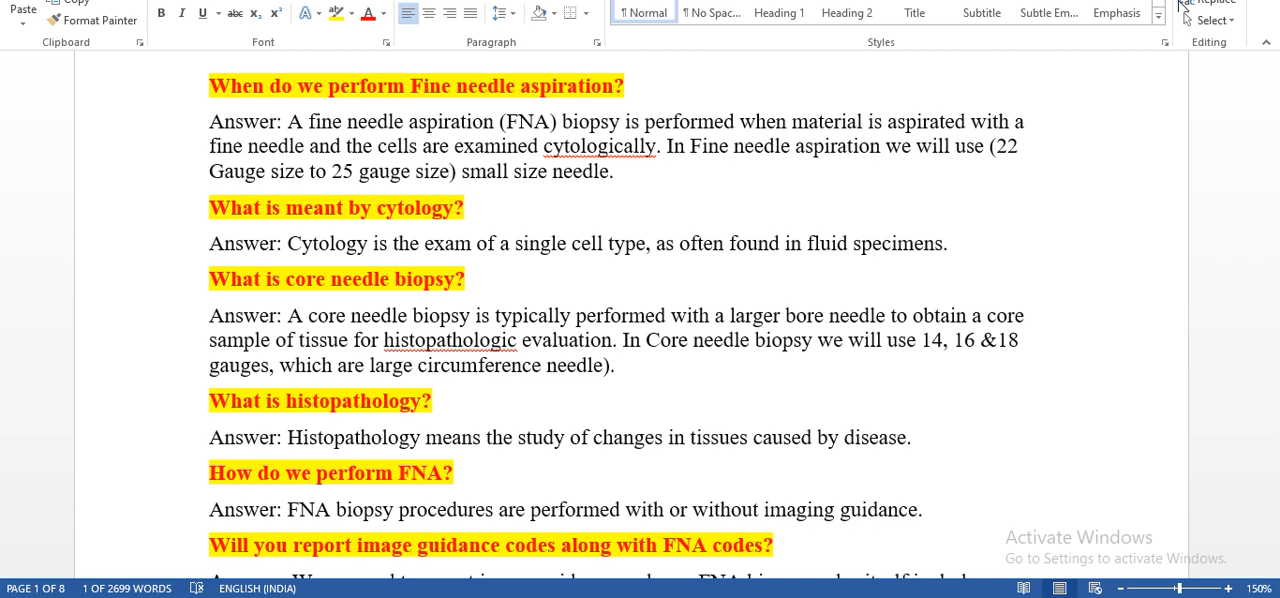 Paste
Copy
Format Painter
B I U abc x₂ x² A aby A
¶ Normal ¶ No Spac... Heading 1 Heading 2 Title Subtitle Subtle Em... Emphasis
Replace
Select
Clipboard Font Paragraph Styles Editing
When do we perform Fine needle aspiration?
Answer: A fine needle aspiration (FNA) biopsy is performed when material is aspirated with a
fine needle and the cells are examined cytologically. In Fine needle aspiration we will use (22
Gauge size to 25 gauge size) small size needle.
What is meant by cytology?
Answer: Cytology is the exam of a single cell type, as often found in fluid specimens.
What is core needle biopsy?
Answer: A core needle biopsy is typically performed with a larger bore needle to obtain a core
sample of tissue for histopathologic evaluation. In Core needle biopsy we will use 14, 16 &18
gauges, which are large circumference needle).
What is histopathology?
Answer: Histopathology means the study of changes in tissues caused by disease.
How do we perform FNA?
Answer: FNA biopsy procedures are performed with or without imaging guidance.
Will you report image guidance codes along with FNA codes?
Activate Windows
Go to Settings to activate Windows.
PAGE 1 OF 8 1 OF 2699 WORDS ENGLISH (INDIA) 150%